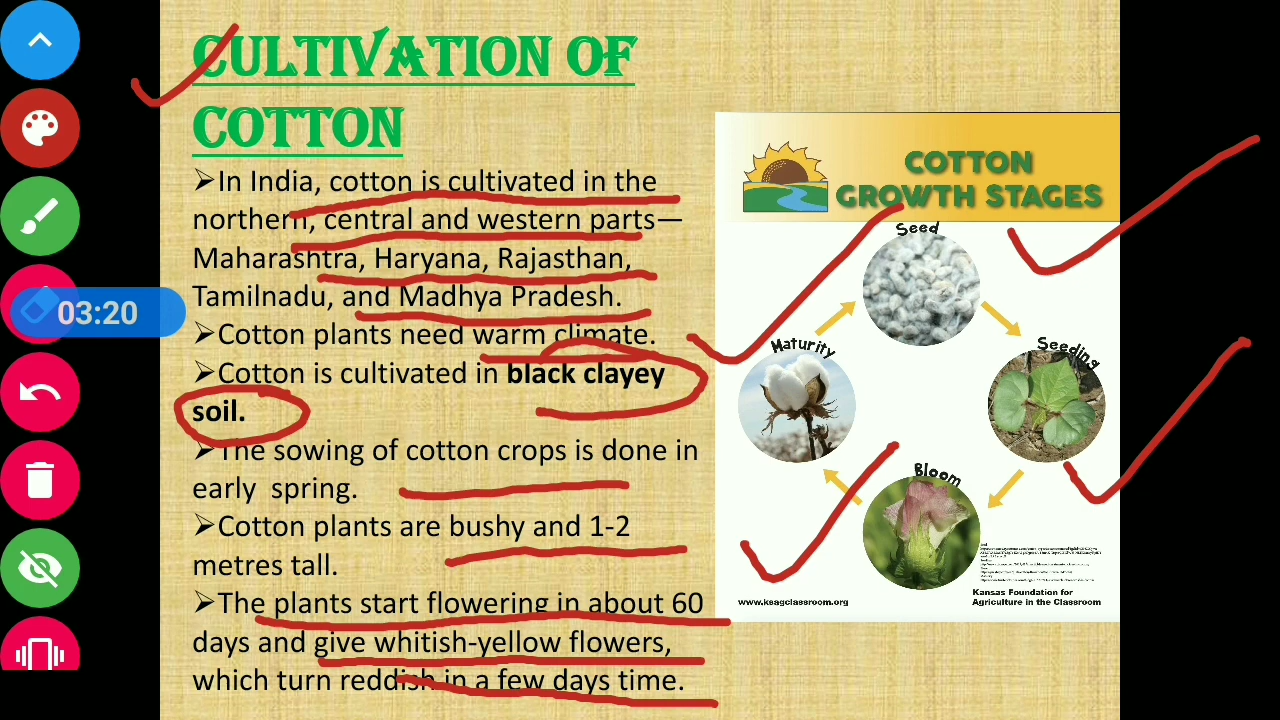 CULTIVATION OF
COTTON
➢In India, cotton is cultivated in the
northern, central and western parts—
Maharashtra, Haryana, Rajasthan,
Tamilnadu, and Madhya Pradesh.
➢Cotton plants need warm climate.
➢Cotton is cultivated in black clayey
soil.
➢The sowing of cotton crops is done in
early spring.
➢Cotton plants are bushy and 1-2
metres tall.
➢The plants start flowering in about 60
days and give whitish-yellow flowers,
which turn reddish in a few days time.
03:20
COTTON
GROWTH STAGES
Seed
Seeding
Bloom
Maturity
www.ksagclassroom.org
Kansas Foundation for
Agriculture in the Classroom